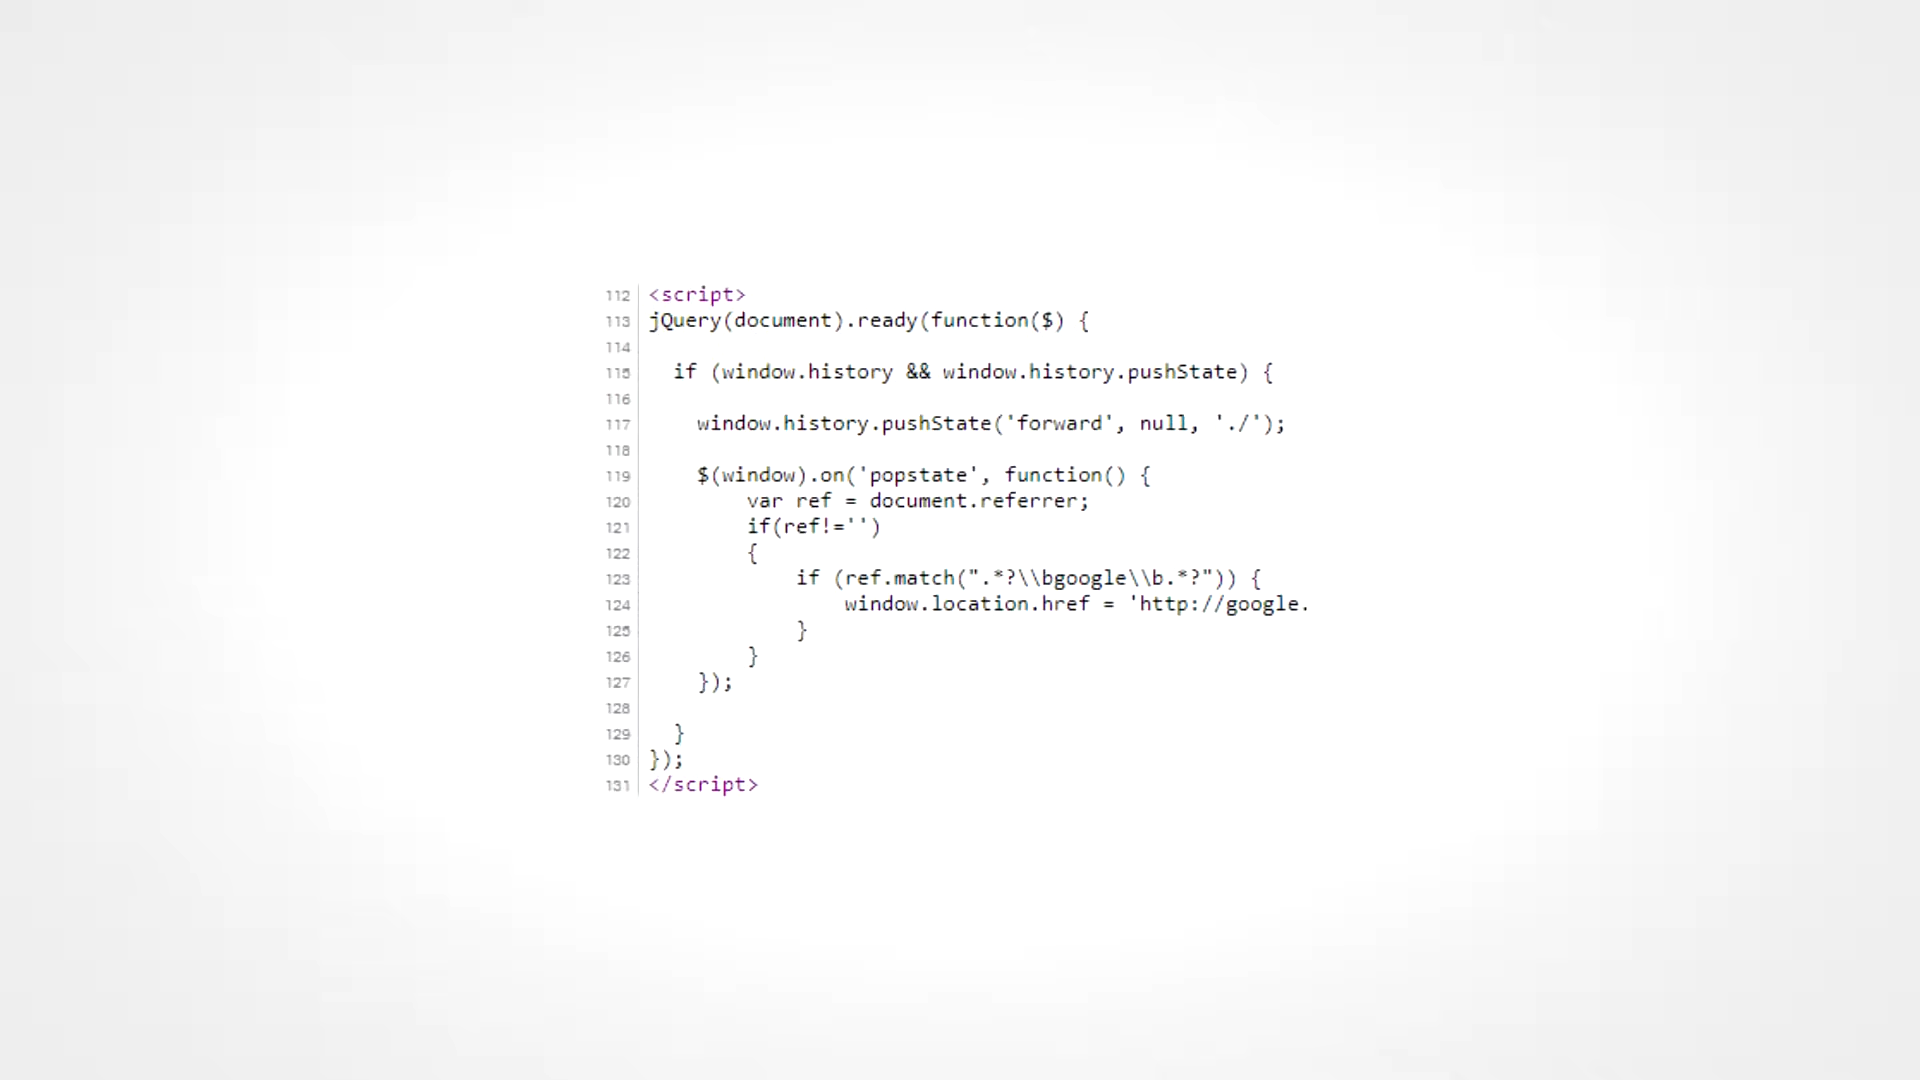 112 <script>
113 jQuery(document).ready(function($) {
114
115 if (window.history && window.history.pushState) {
116
117 window.history.pushState('forward', null, './');
118
119 $(window).on('popstate', function() {
120 var ref = document.referrer;
121 if(ref!='')
122 {
123 if (ref.match(".*?\\bgoogle\\b.*?")) {
124 window.location.href = 'http://google.
125 }
126 }
127 });
128
129 }
130 });
131 </script>